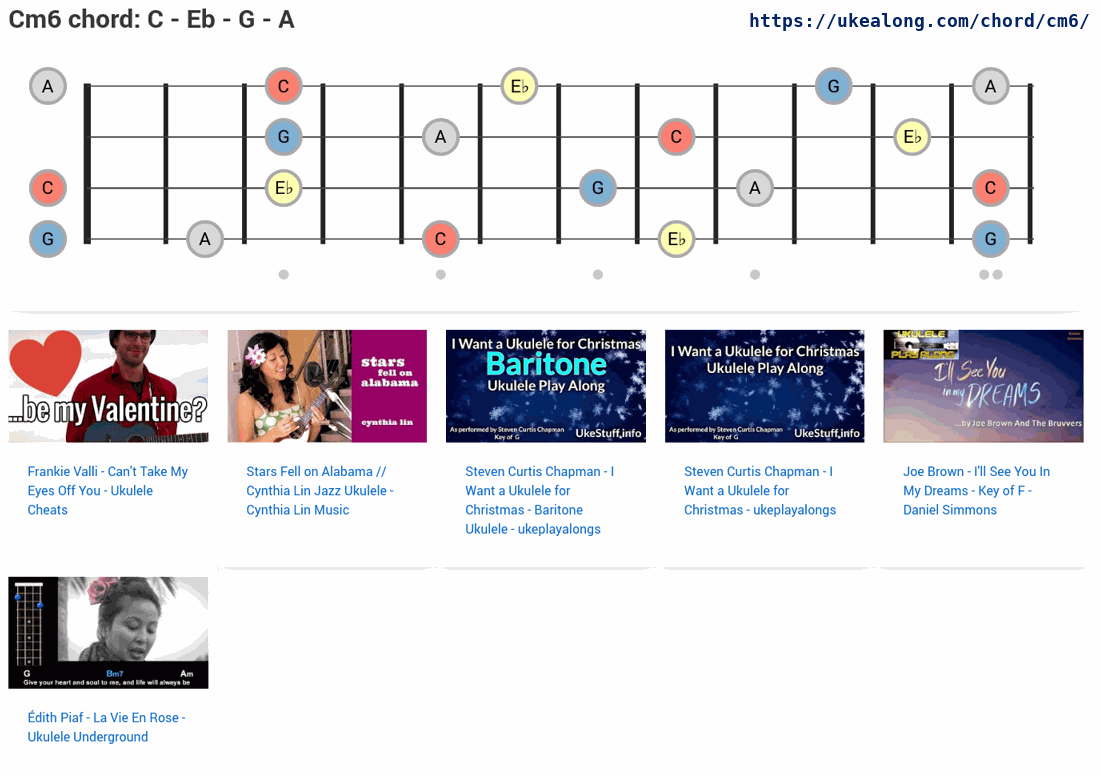 Cm6 chord: C - Eb - G - A
https://ukealong.com/chord/cm6/
A C E♭ G A
G A C E♭
C E♭ G A C
G A C E♭ G
...be my Valentine?
stars
fell on
alabama
cynthia lin
I Want a Ukulele for Christmas
Baritone
Ukulele Play Along
As performed by Steven Curtis Chapman
Key of G
UkeStuff.info
I Want a Ukulele for Christmas
Ukulele Play Along
As performed by Steven Curtis Chapman
Key of G
UkeStuff.info
UKULELE
PLAY ALONG
I'll See You
in my DREAMS
...by Joe Brown And The Bruvvers
Frankie Valli - Can't Take My
Eyes Off You - Ukulele
Cheats
Stars Fell on Alabama //
Cynthia Lin Jazz Ukulele -
Cynthia Lin Music
Steven Curtis Chapman - I
Want a Ukulele for
Christmas - Baritone
Ukulele - ukeplayalongs
Steven Curtis Chapman - I
Want a Ukulele for
Christmas - ukeplayalongs
Joe Brown - I'll See You In
My Dreams - Key of F -
Daniel Simmons
G Bm7 Am
Give your heart and soul to me, and life will always be
Édith Piaf - La Vie En Rose -
Ukulele Underground